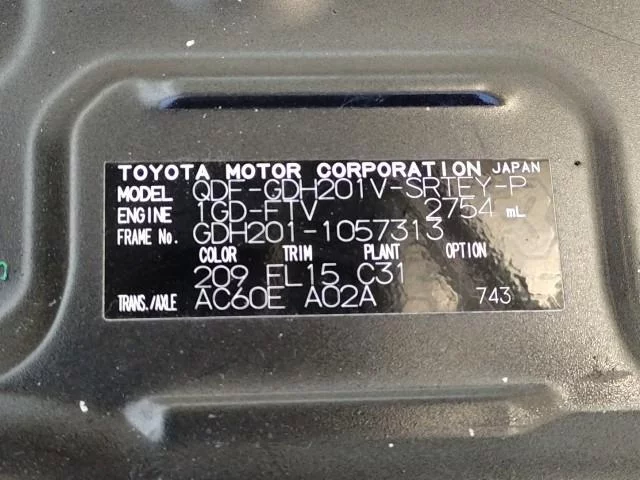 TOYOTA MOTOR CORPORATION JAPAN
MODEL QDF-GDH201V-SRTEY-P
ENGINE 1GD-FTV 2754 mL
FRAME No. GDH201-1057313
COLOR TRIM PLANT OPTION
209 FL15 C31
TRANS./AXLE AC60E A02A 743